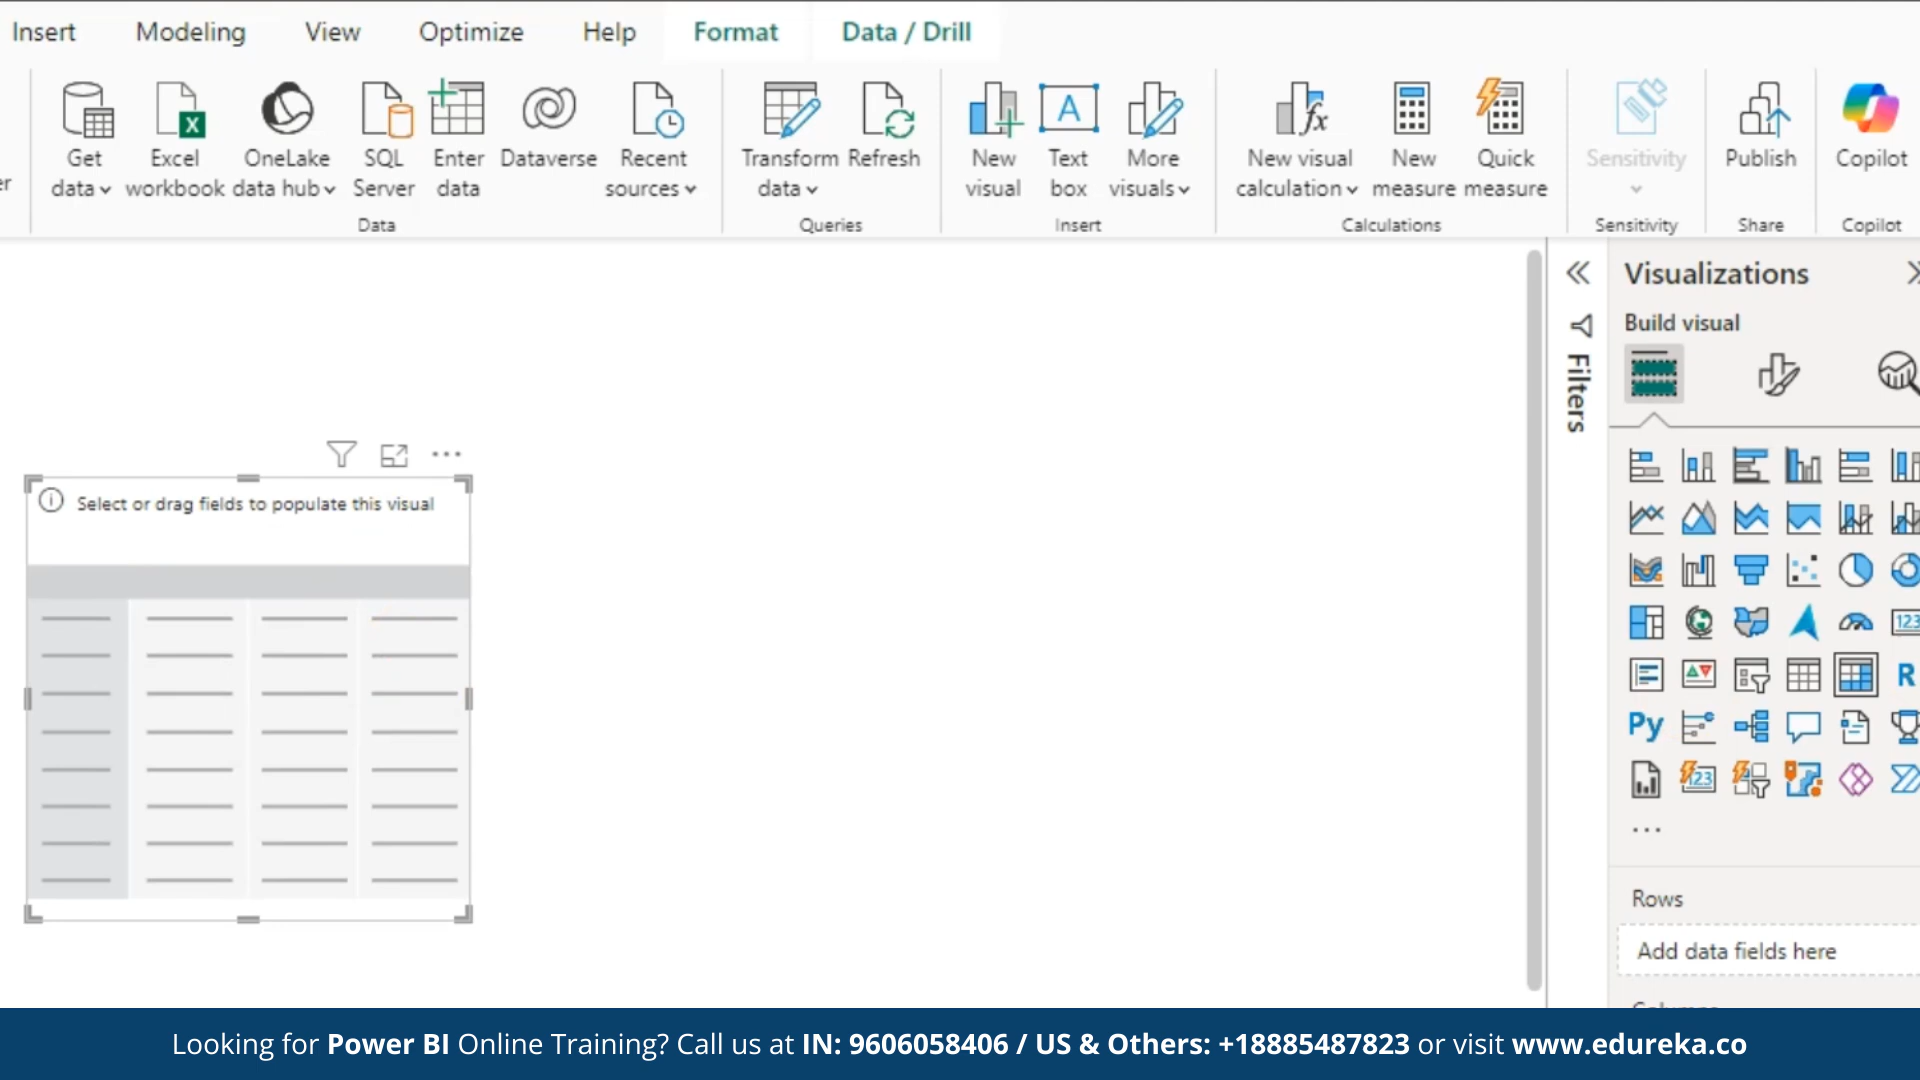 Insert Modeling View Optimize Help Format Data / Drill
Get data
Excel workbook
OneLake data hub
SQL Server
Enter data
Dataverse
Recent sources
Transform data
Refresh
New visual
Text box
More visuals
New visual calculation
New measure
Quick measure
Sensitivity
Publish
Copilot
Data Queries Insert Calculations Sensitivity Share Copilot
Visualizations
Build visual
Filters
Select or drag fields to populate this visual
123
R
Py
123
Rows
Add data fields here
Looking for Power BI Online Training? Call us at IN: 9606058406 / US & Others: +18885487823 or visit www.edureka.co